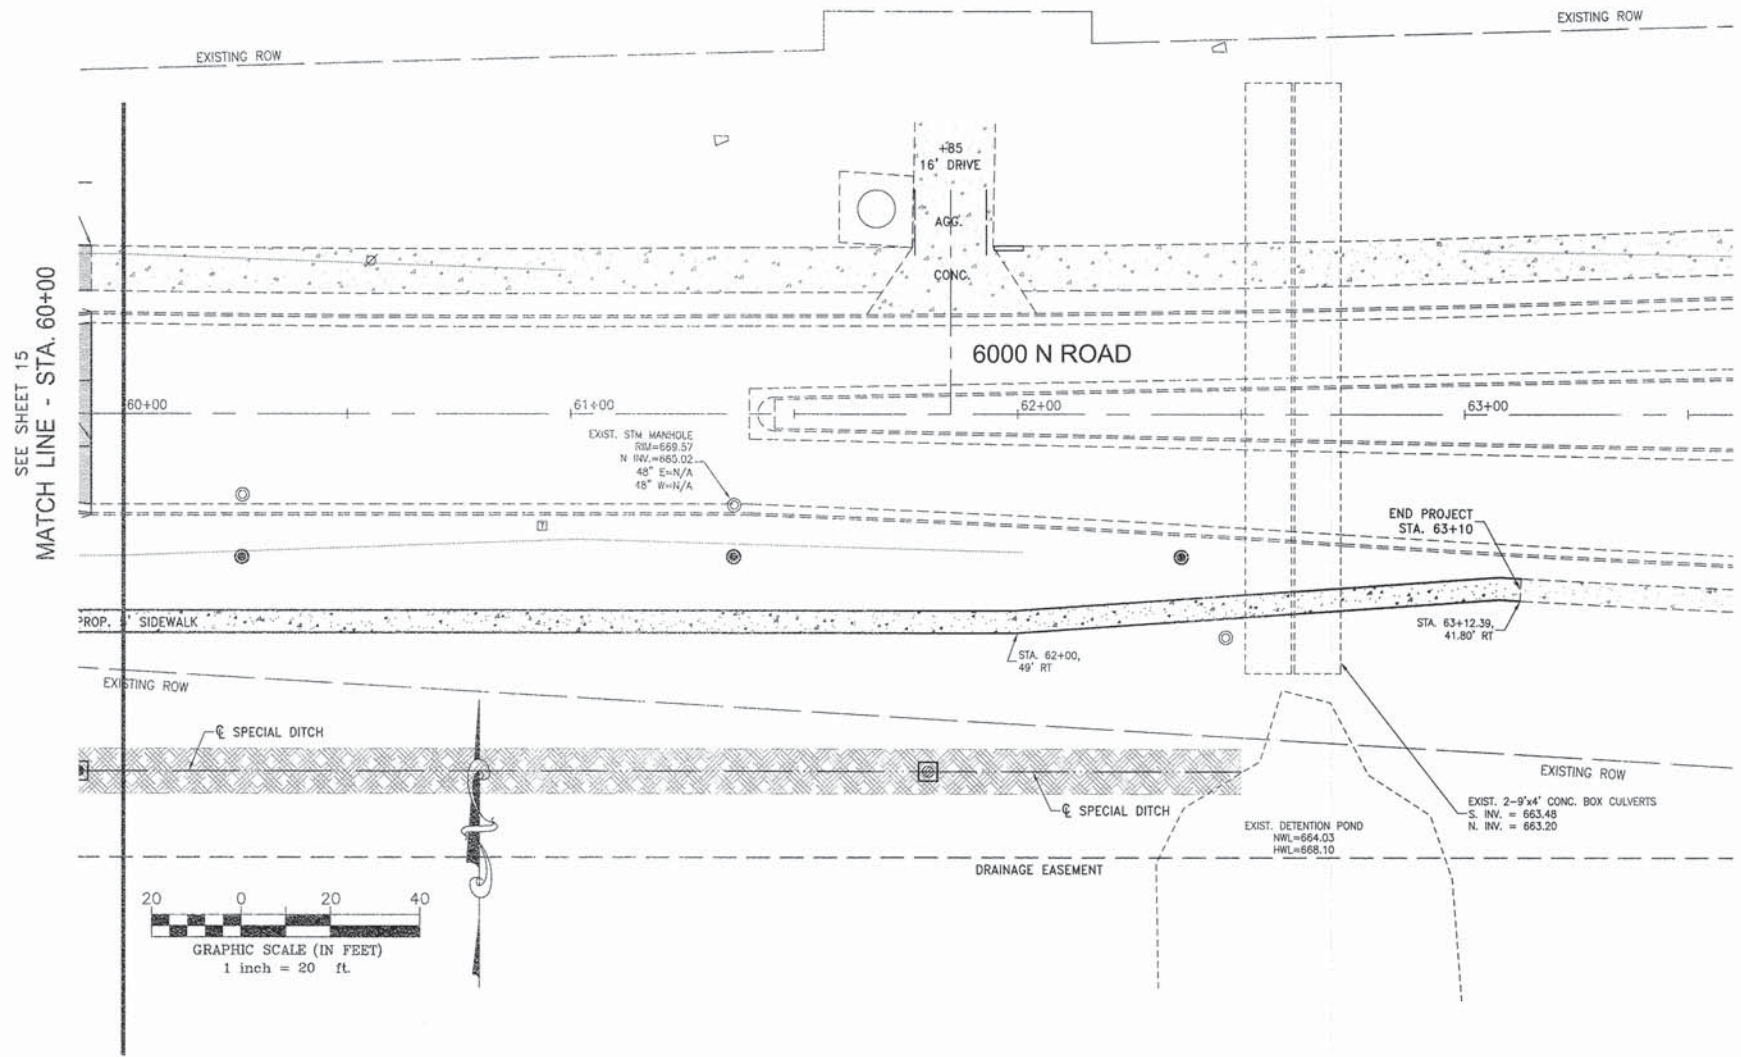 EXISTING ROW
EXISTING ROW
+85
16' DRIVE
AGG.
CONC.
SEE SHEET 15
MATCH LINE - STA. 60+00
6000 N ROAD
60+00
61+00
62+00
63+00
EXIST. STM MANHOLE
RIM=669.57
N INV.=665.02
48" E=N/A
48" W=N/A
T
END PROJECT
STA. 63+10
PROP. SIDEWALK
STA. 63+12.39,
41.80' RT
STA. 62+00,
49' RT
EXISTING ROW
℄ SPECIAL DITCH
EXISTING ROW
℄ SPECIAL DITCH
EXIST. 2-9'x4' CONC. BOX CULVERTS
S. INV. = 663.48
N. INV. = 663.20
EXIST. DETENTION POND
NWL=664.03
HWL=668.10
DRAINAGE EASEMENT
20 0 20 40
GRAPHIC SCALE (IN FEET)
1 inch = 20 ft.